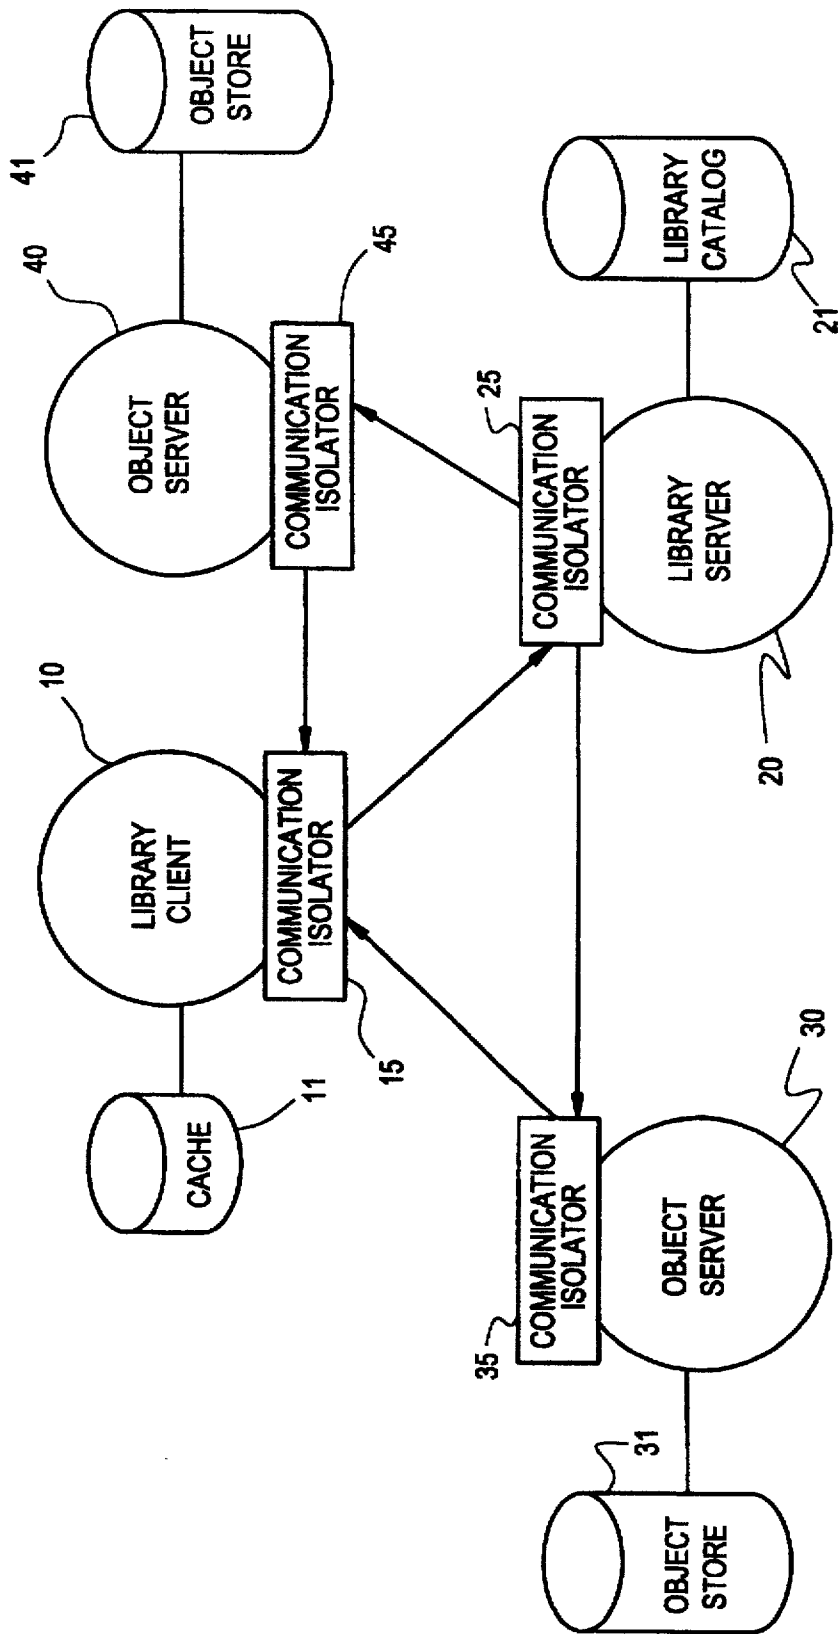 CACHE
11
LIBRARY
CLIENT
10
COMMUNICATION
ISOLATOR
15
OBJECT
SERVER
40
COMMUNICATION
ISOLATOR
45
OBJECT
STORE
41
OBJECT
STORE
31
35
COMMUNICATION
ISOLATOR
OBJECT
SERVER
30
COMMUNICATION
ISOLATOR
25
LIBRARY
SERVER
20
LIBRARY
CATALOG
21